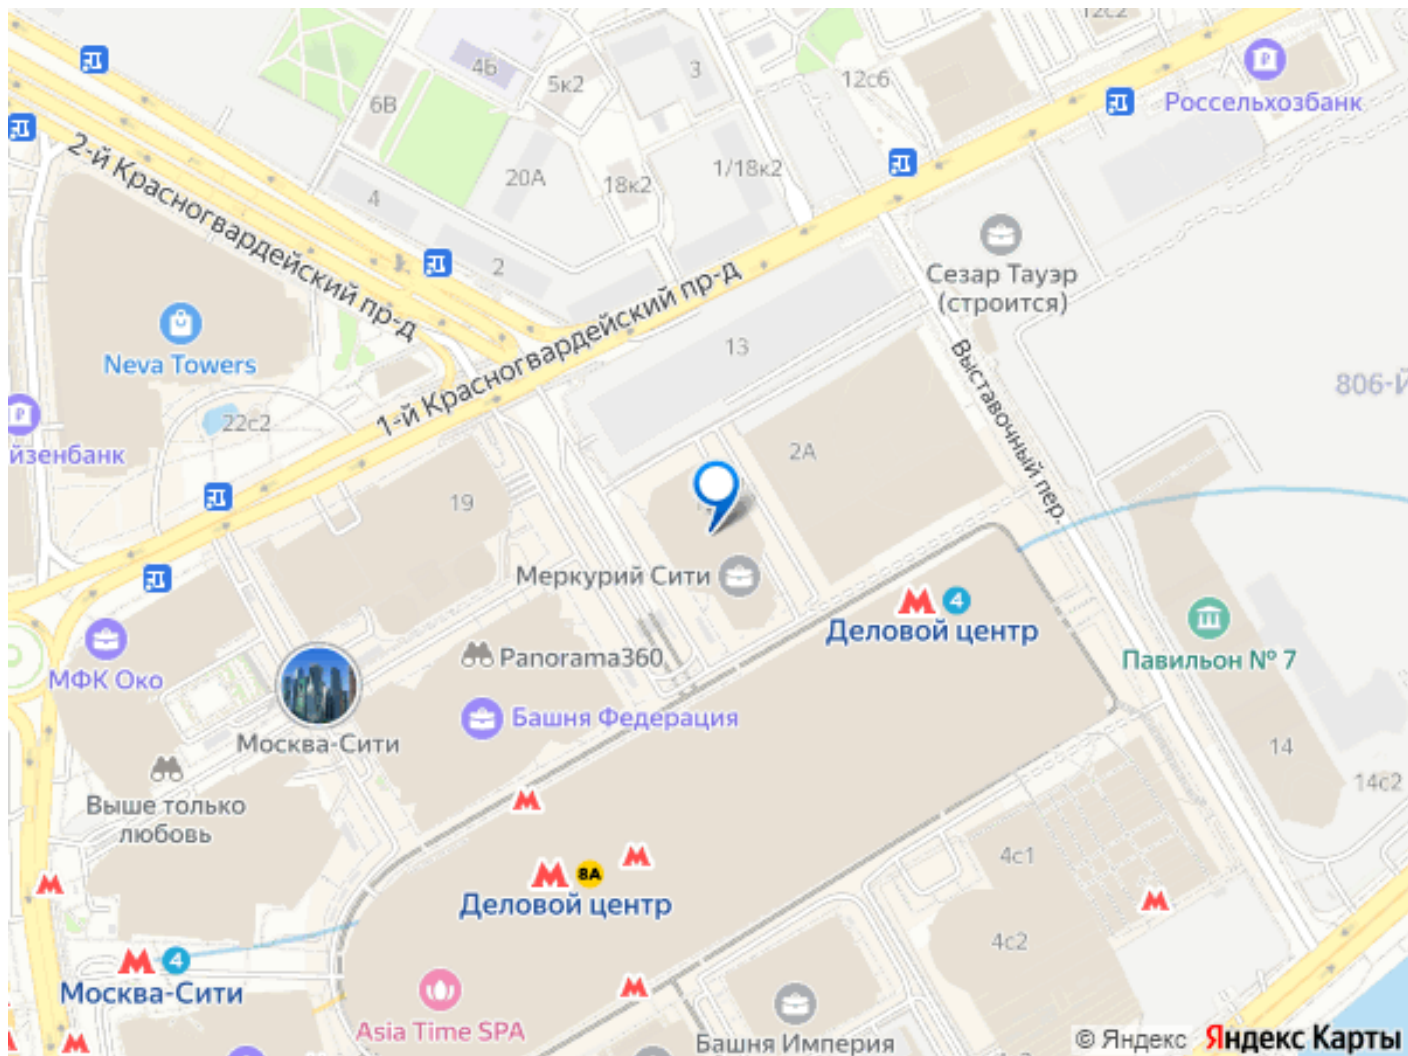 12с2
4Б
3
5к2
12с6
6В
Россельхозбанк
2-й Красногвардейский пр-д
20А
18к2
1/18к2
4
2
Сезар Тауэр
(строится)
1-й Красногвардейский пр-д
13
Neva Towers
Выставочный пер.
806-Й
22с2
йзенбанк
2А
19
Меркурий Сити
4
Деловой центр
Panorama360
Павильон № 7
МФК Око
Башня Федерация
Москва-Сити
14
14с2
Выше только
любовь
4с1
8А
Деловой центр
4с2
4
Москва-Сити
Asia Time SPA
Башня Империя
© Яндекс Яндекс Карты